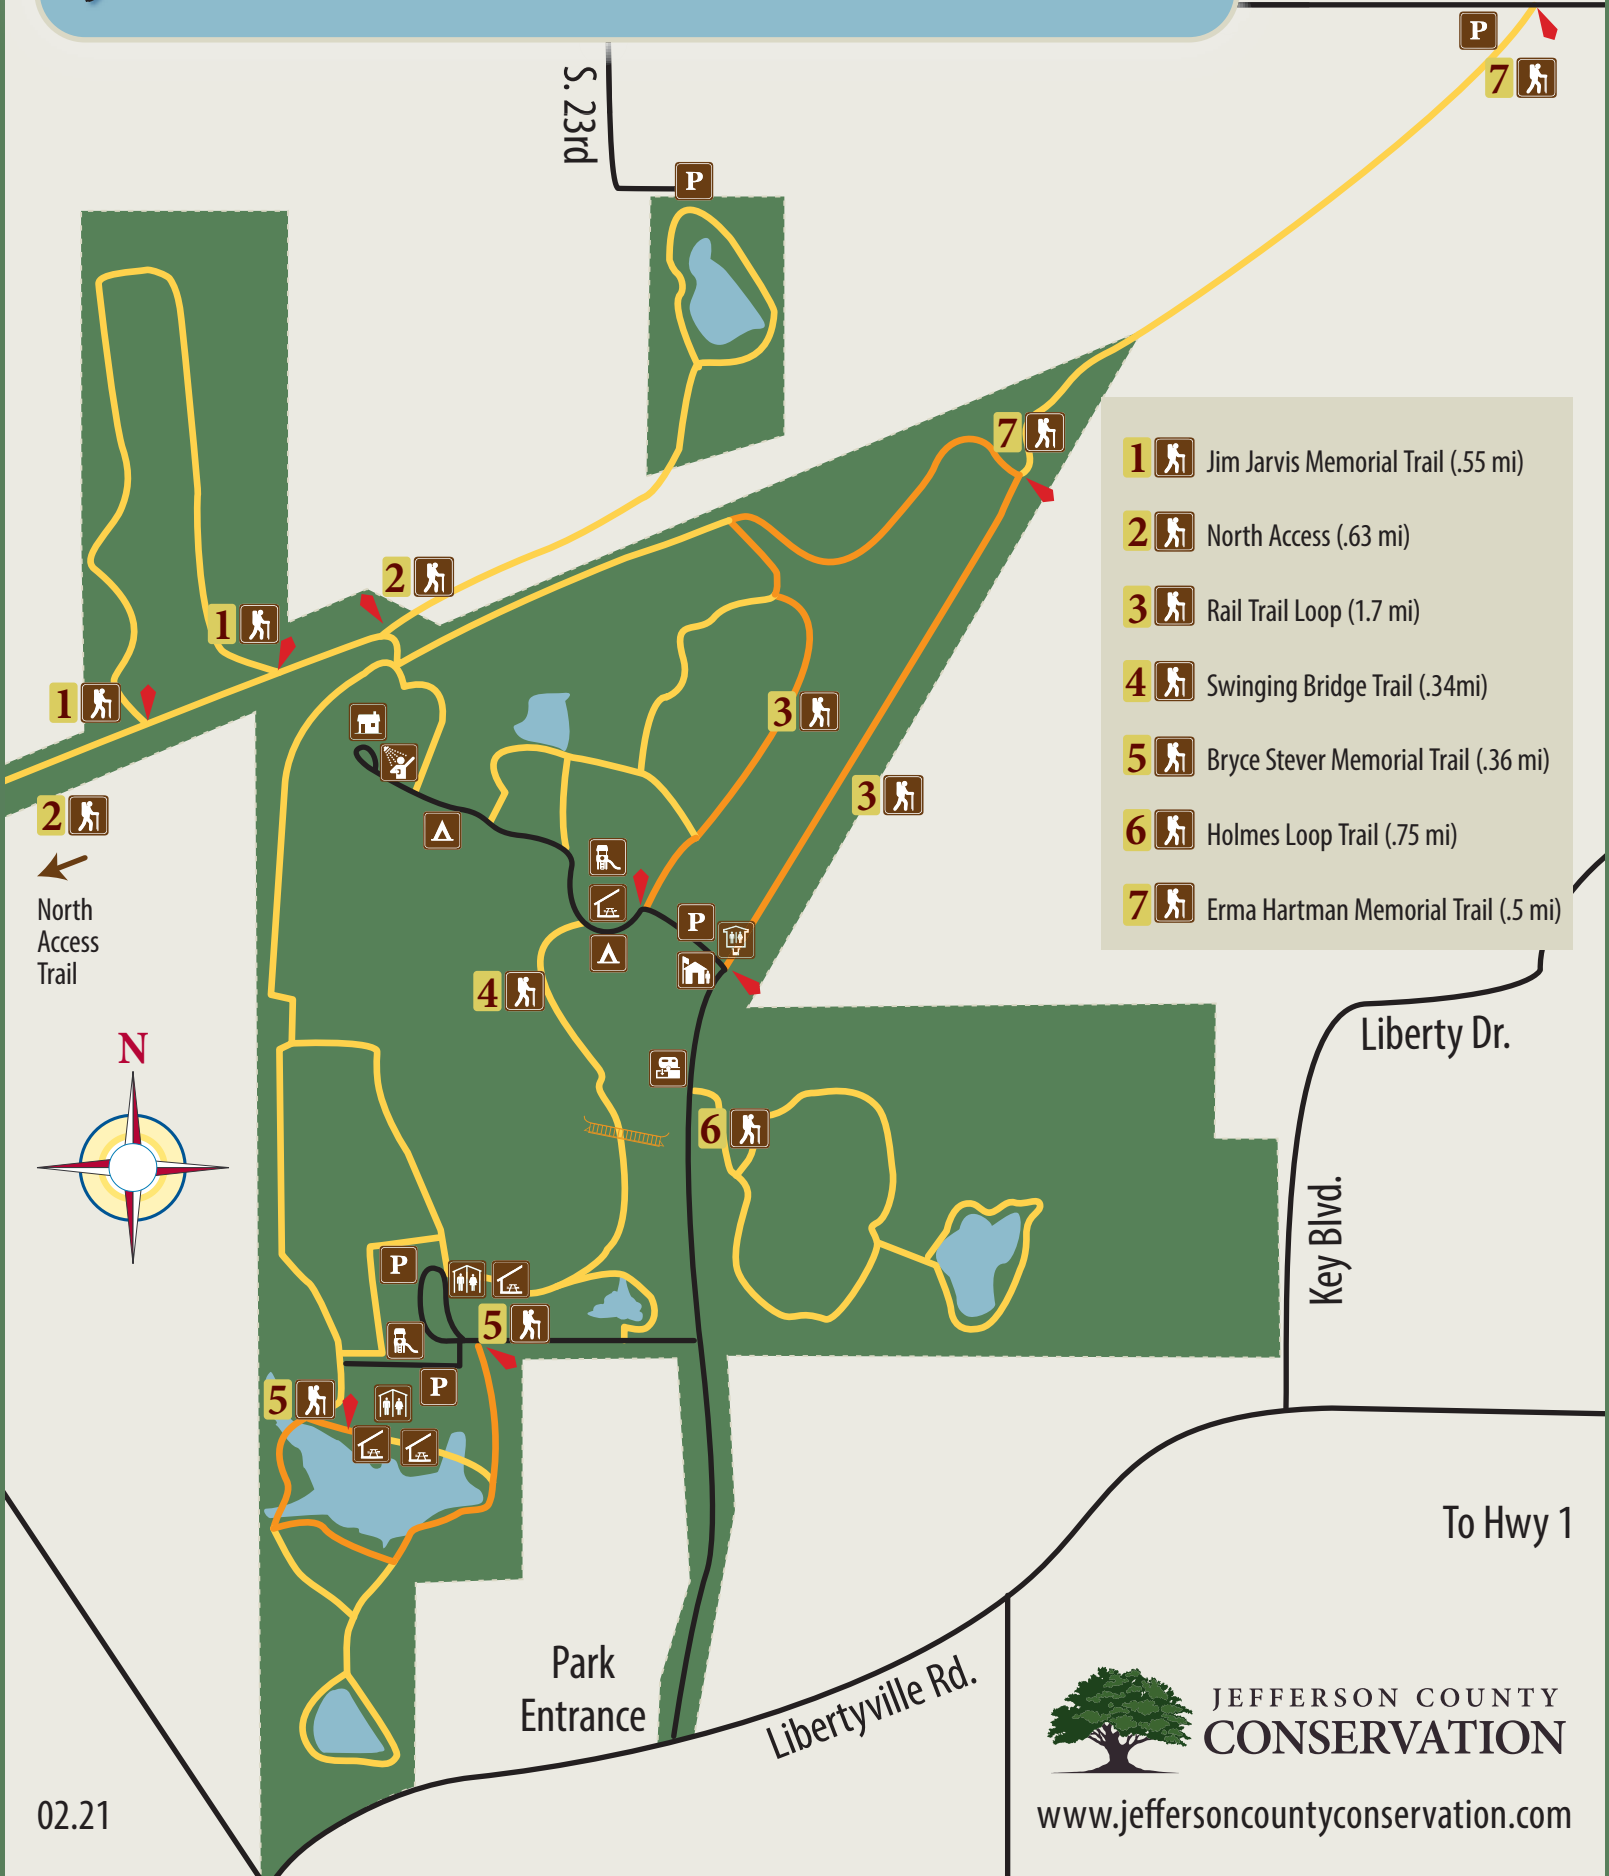 S. 23rd
P
7
P
7
1 Jim Jarvis Memorial Trail (.55 mi)
2 North Access (.63 mi)
3 Rail Trail Loop (1.7 mi)
4 Swinging Bridge Trail (.34mi)
5 Bryce Stever Memorial Trail (.36 mi)
6 Holmes Loop Trail (.75 mi)
7 Erma Hartman Memorial Trail (.5 mi)
2
1
1
3
3
2
North
Access
Trail
P
4
N
6
Liberty Dr.
Key Blvd.
P
5
P
5
To Hwy 1
Park
Entrance
Libertyville Rd.
JEFFERSON COUNTY
CONSERVATION
www.jeffersoncountyconservation.com
02.21